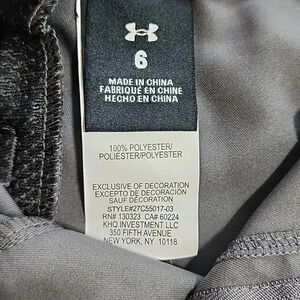 6
MADE IN CHINA
FABRIQUÉ EN CHINE
HECHO EN CHINA
100% POLYESTER/
POLIÉSTER/POLYESTER
EXCLUSIVE OF DECORATION
EXCEPTO DE DECORACIÓN
SAUF DÉCORATION
STYLE#27C55017-03
RN# 130323 CA# 60224
KHQ INVESTMENT LLC
350 FIFTH AVENUE
NEW YORK, NY 10118